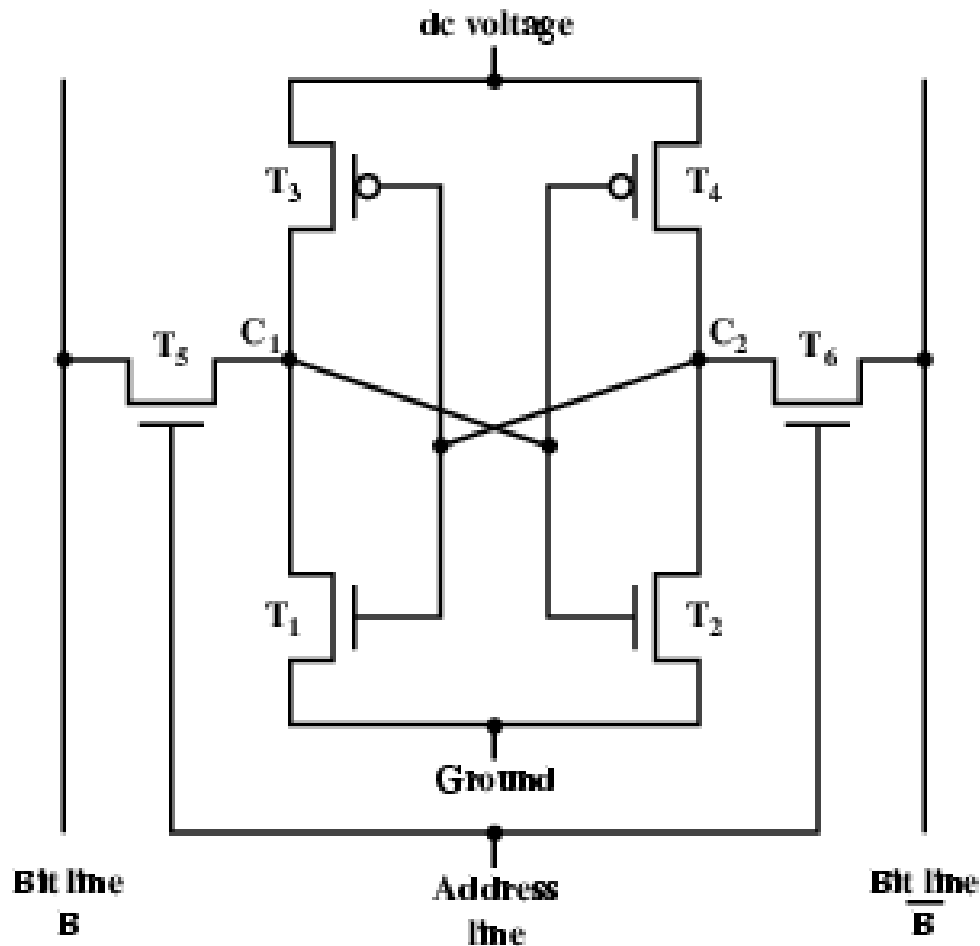 dc voltage
T3
T4
C1
C2
T5
T6
T1
T2
Ground
Bit line
B
Address
line
Bit line
B̅